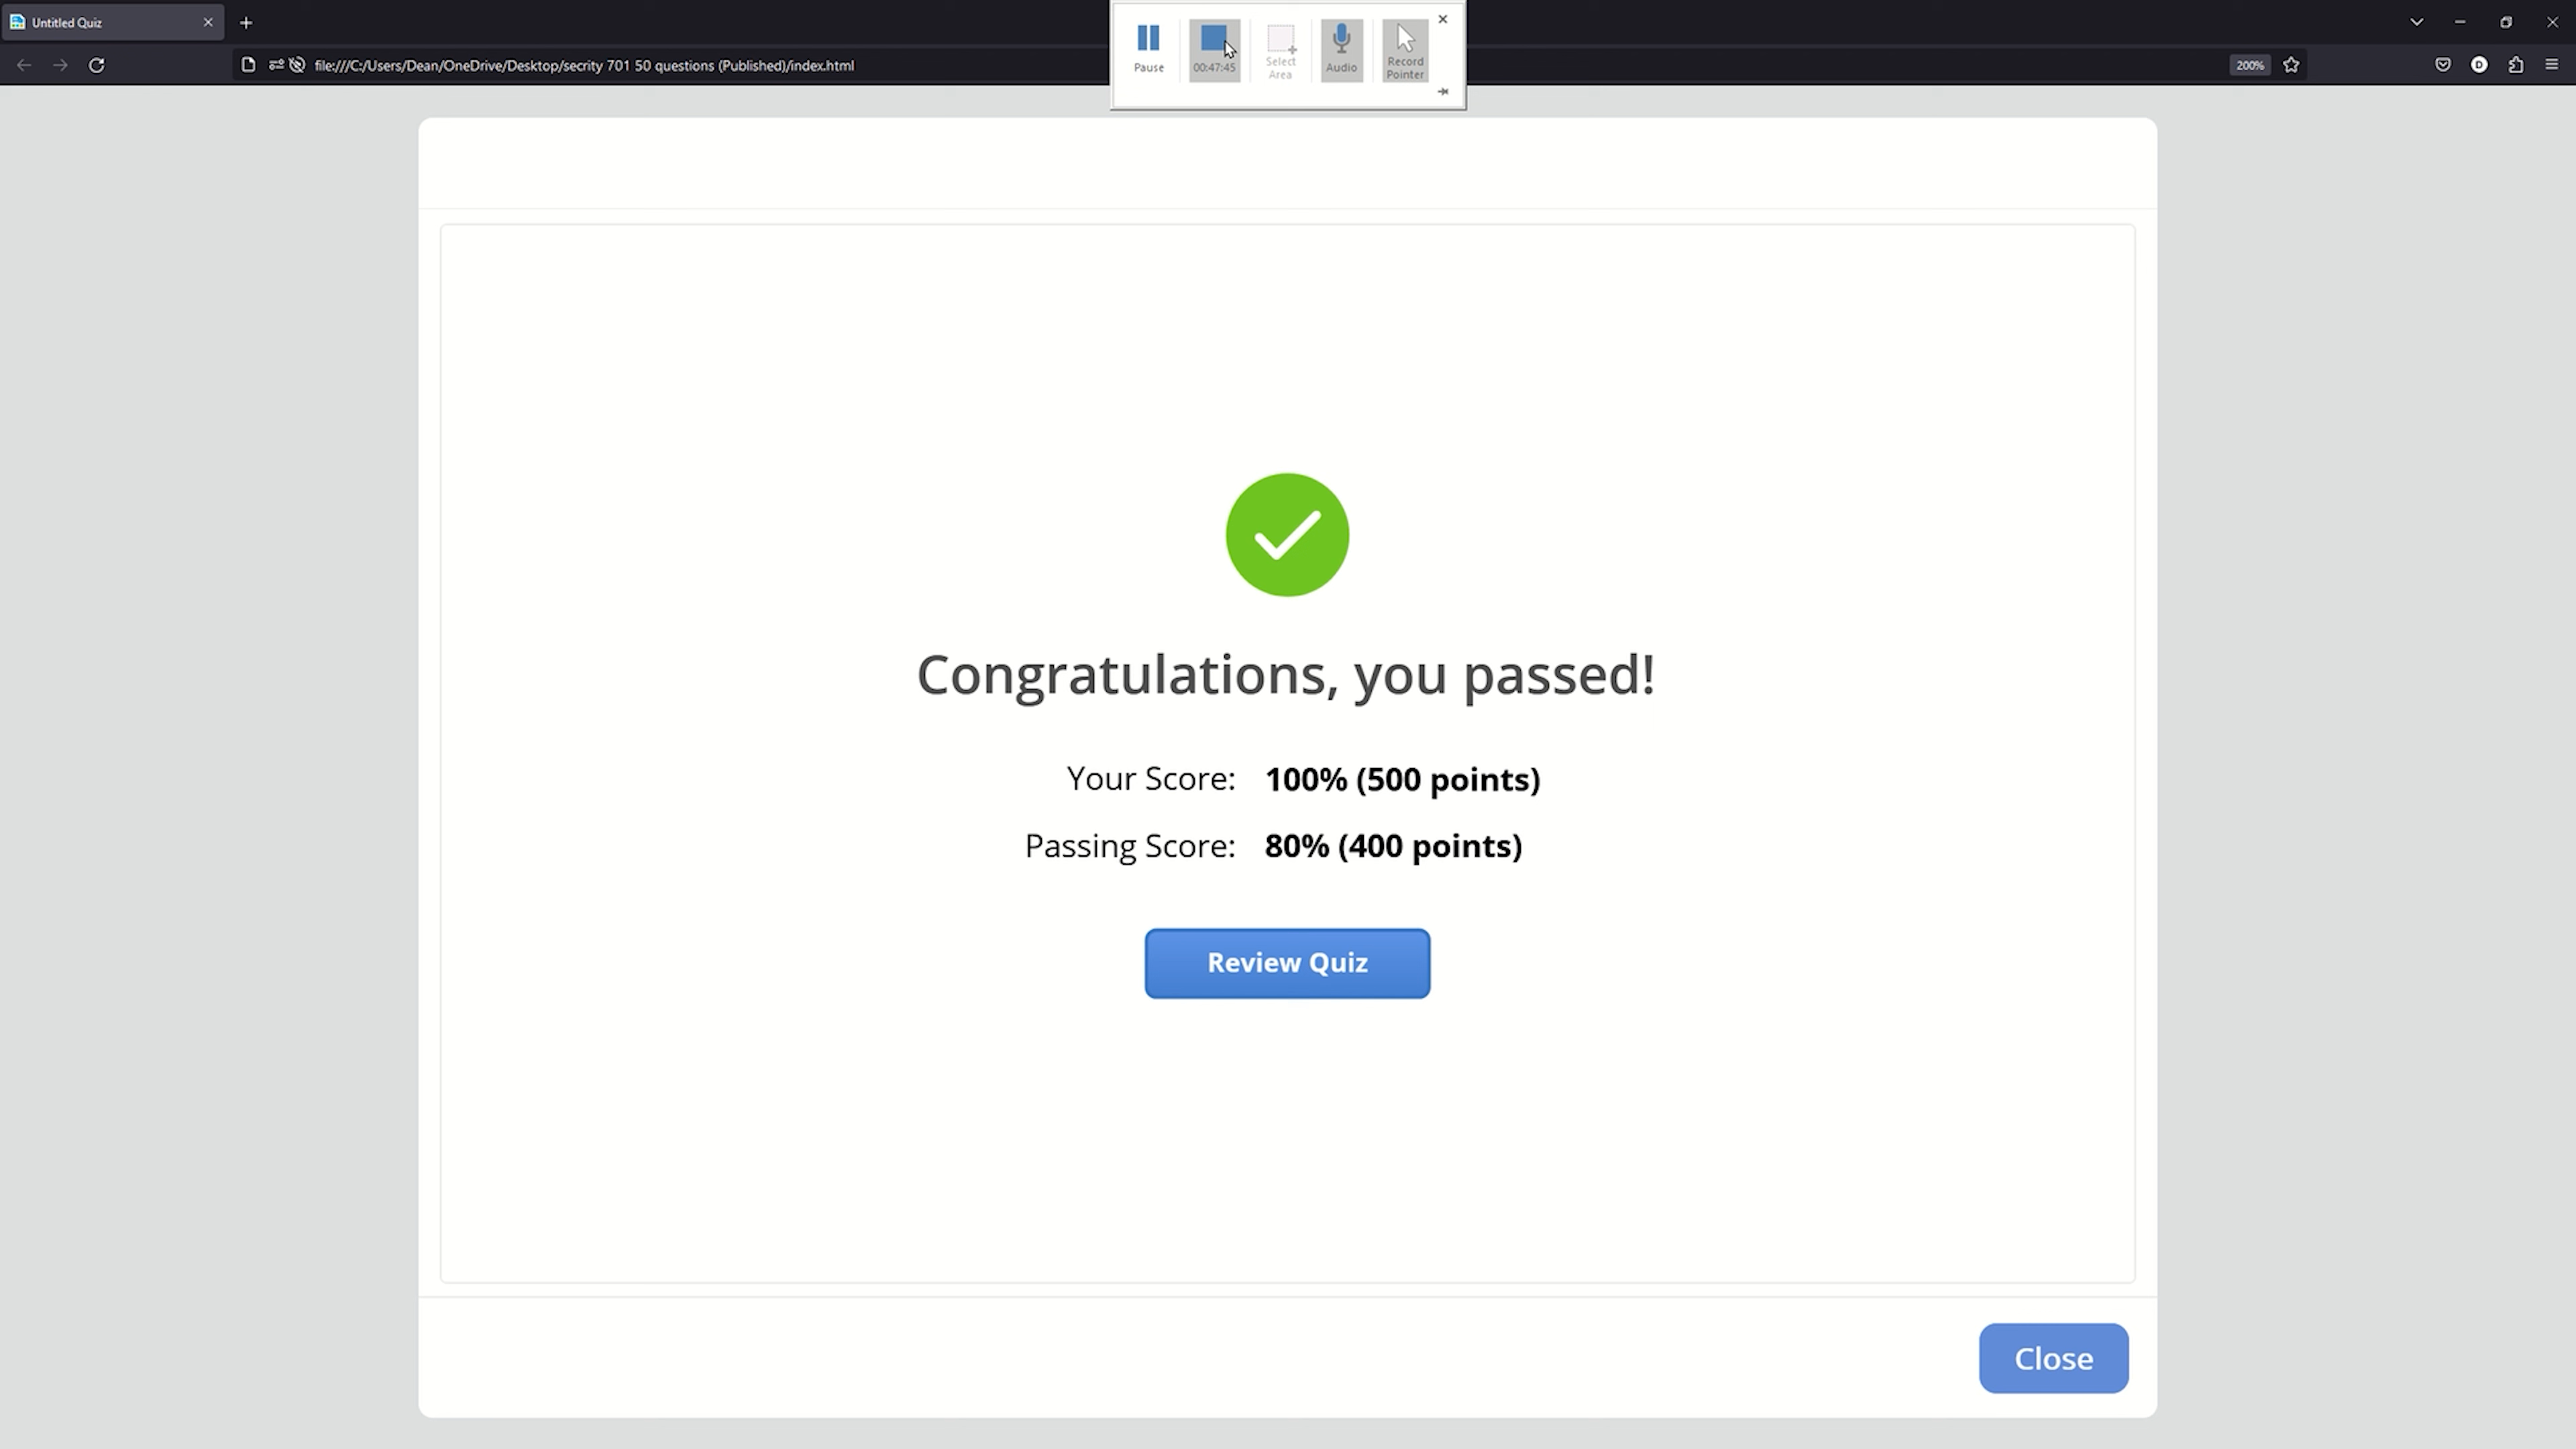 Untitled Quiz
file:///C:/Users/Dean/OneDrive/Desktop/secrity 701 50 questions (Published)/index.html
200%
D
Pause
00:47:45
Select
Area
Audio
Record
Pointer
Congratulations, you passed!
Your Score: 100% (500 points)
Passing Score: 80% (400 points)
Review Quiz
Close